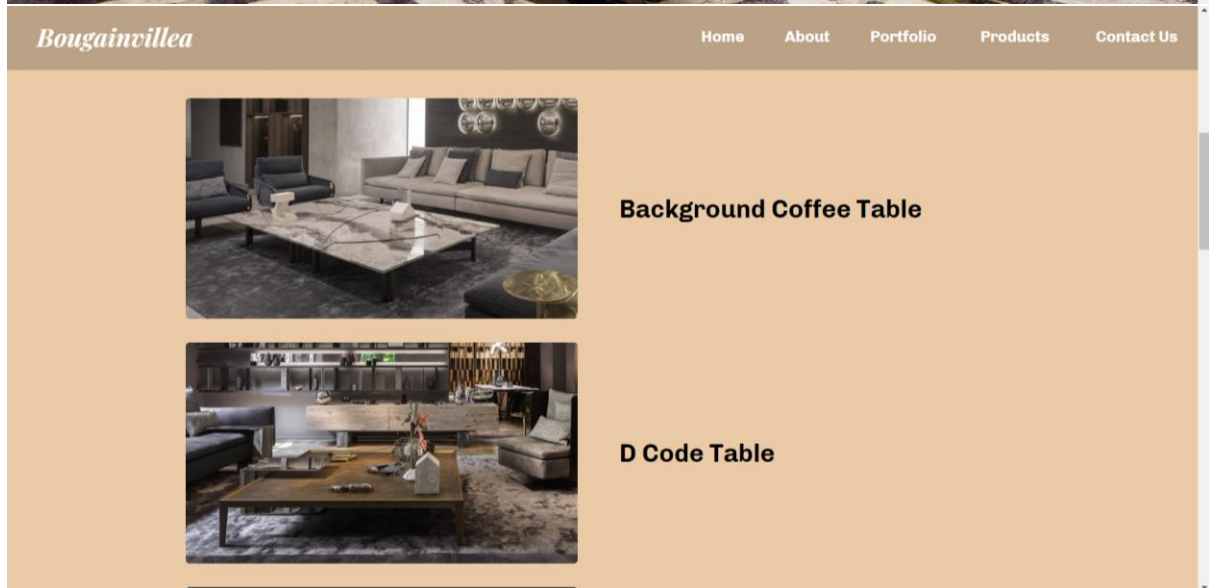 Bougainvillea
Home About Portfolio Products Contact Us
Background Coffee Table
D Code Table